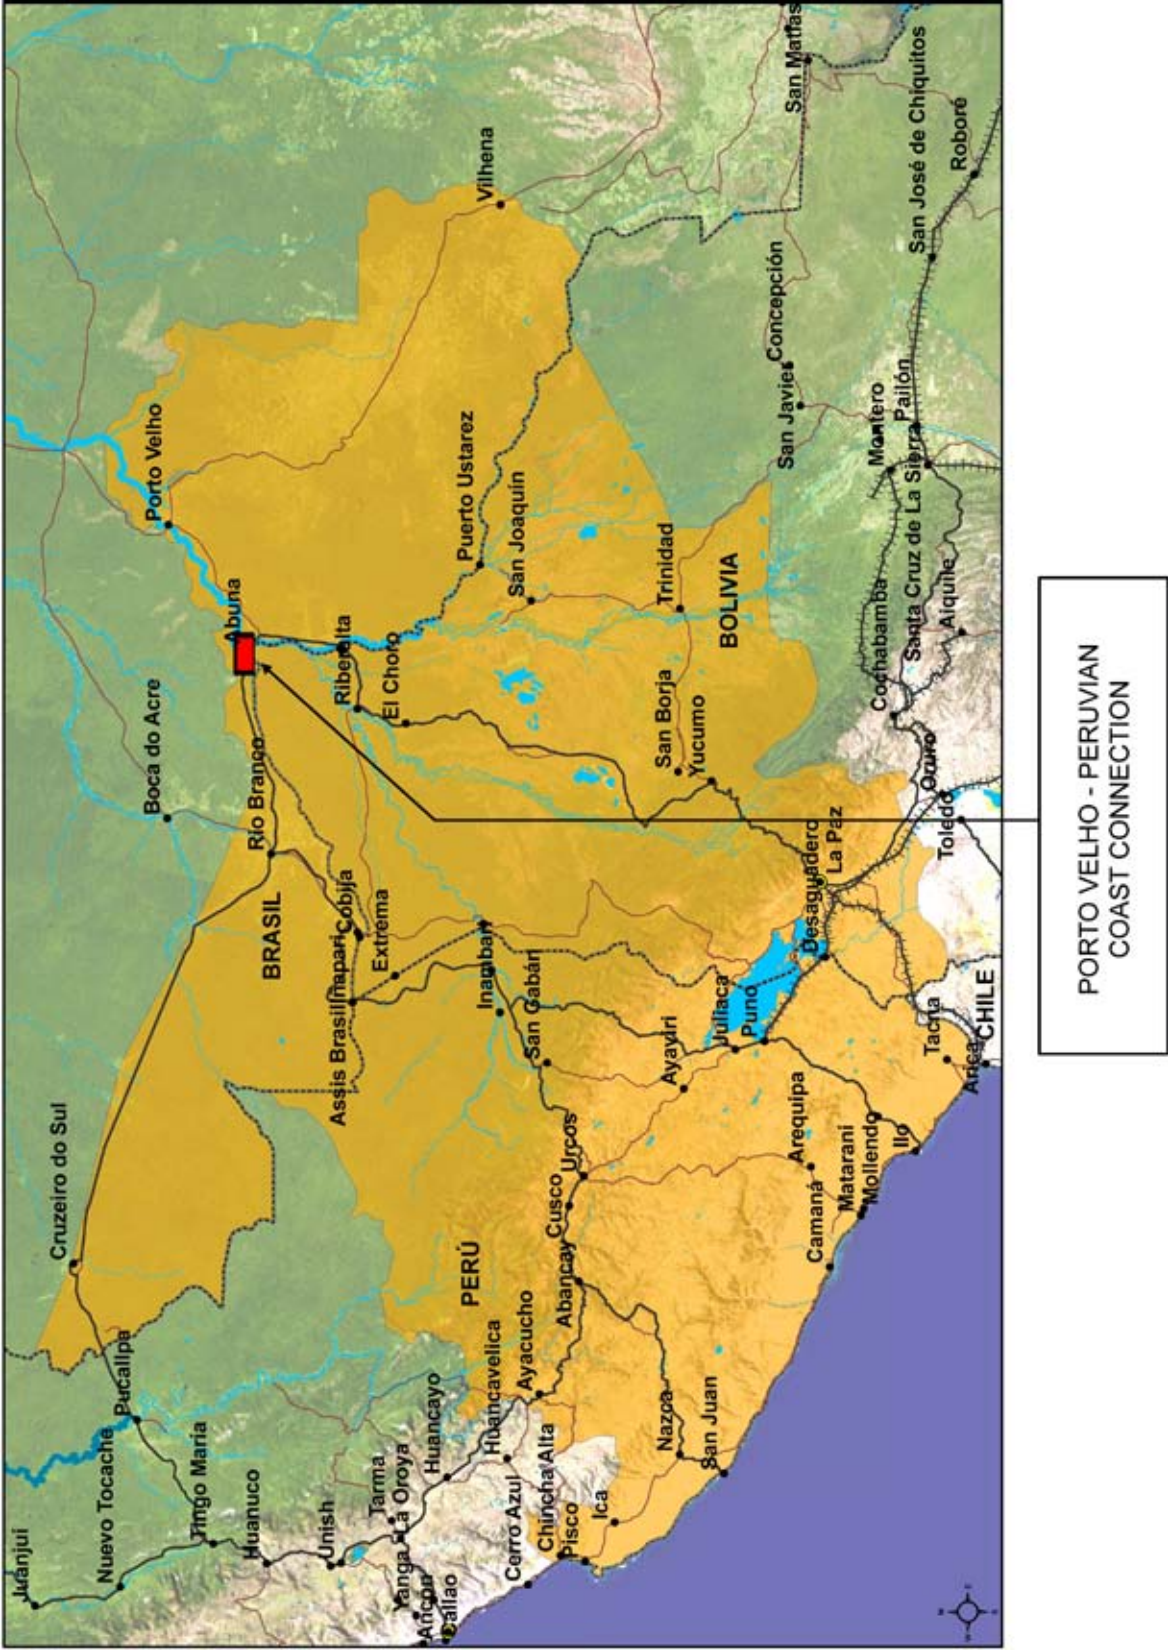 Juanjui
Nuevo Tocache
Tingo Maria
Huanuco
Unish
Tarma
La Oroya
Yanga
Ancon
Callao
Huancayo
Huancavelica
Cerro Azul
Chincha Alta
Pisco
Ica
Ayacucho
Nazca
San Juan
Pucallpa
Cruzeiro do Sul
PERÚ
Abancay
Cusco
Urcos
Camaná
Matarani
Mollendo
Arequipa
Ilo
Tacna
Arica
CHILE
Ayaviri
Juliaca
Puno
San Gabán
Inambari
Assis Brasil
Iñapari
Cobija
Extrema
BRASIL
Rio Branco
Boca do Acre
Abuna
Porto Velho
Riberalta
El Choro
Puerto Ustarez
San Joaquin
Trinidad
BOLIVIA
San Borja
Yucumo
Desaguadero
La Paz
Toledo
Oruro
Cochabamba
Santa Cruz de La Sierra
Aiquile
Montero
Pailón
San Javier
Concepción
San José de Chiquitos
Roboré
San Matias
Vilhena
PORTO VELHO - PERUVIAN
COAST CONNECTION